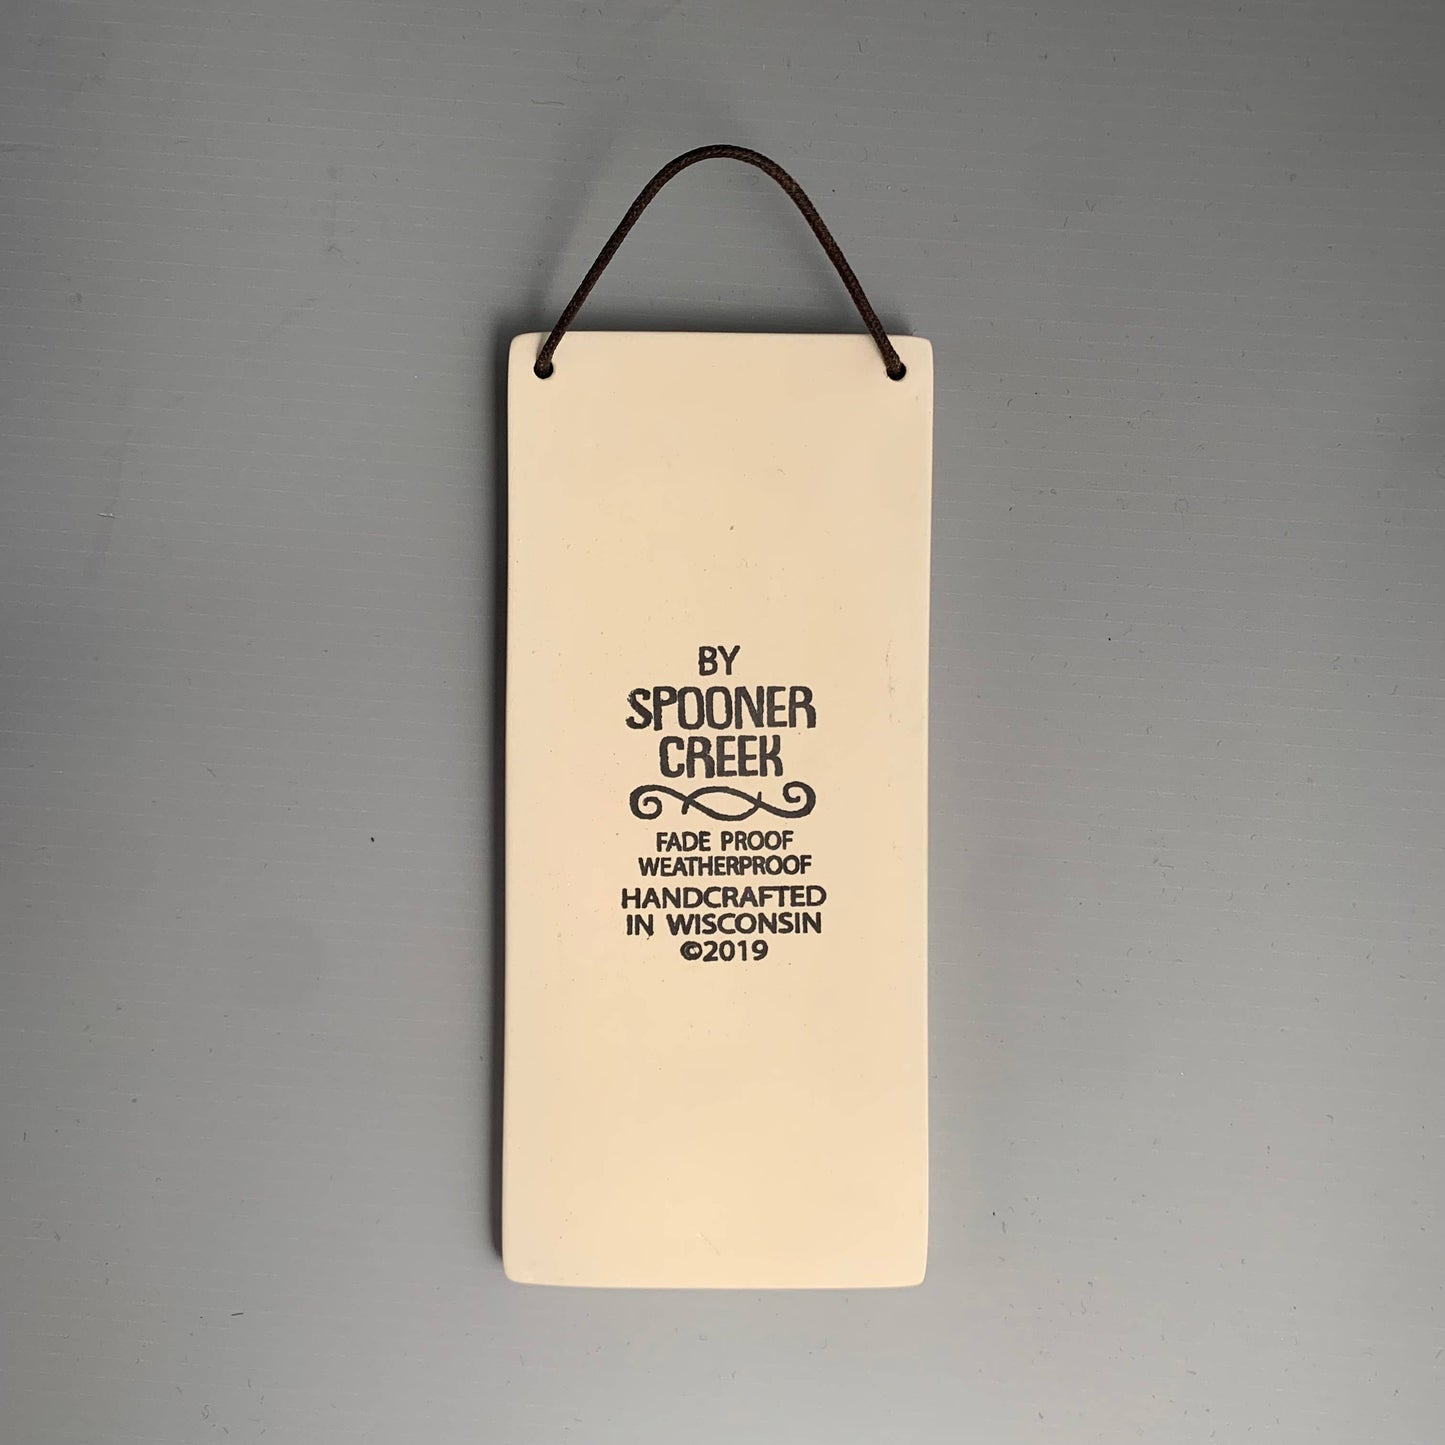 BY
SPOONER
CREEK
FADE PROOF
WEATHERPROOF
HANDCRAFTED
IN WISCONSIN
©2019